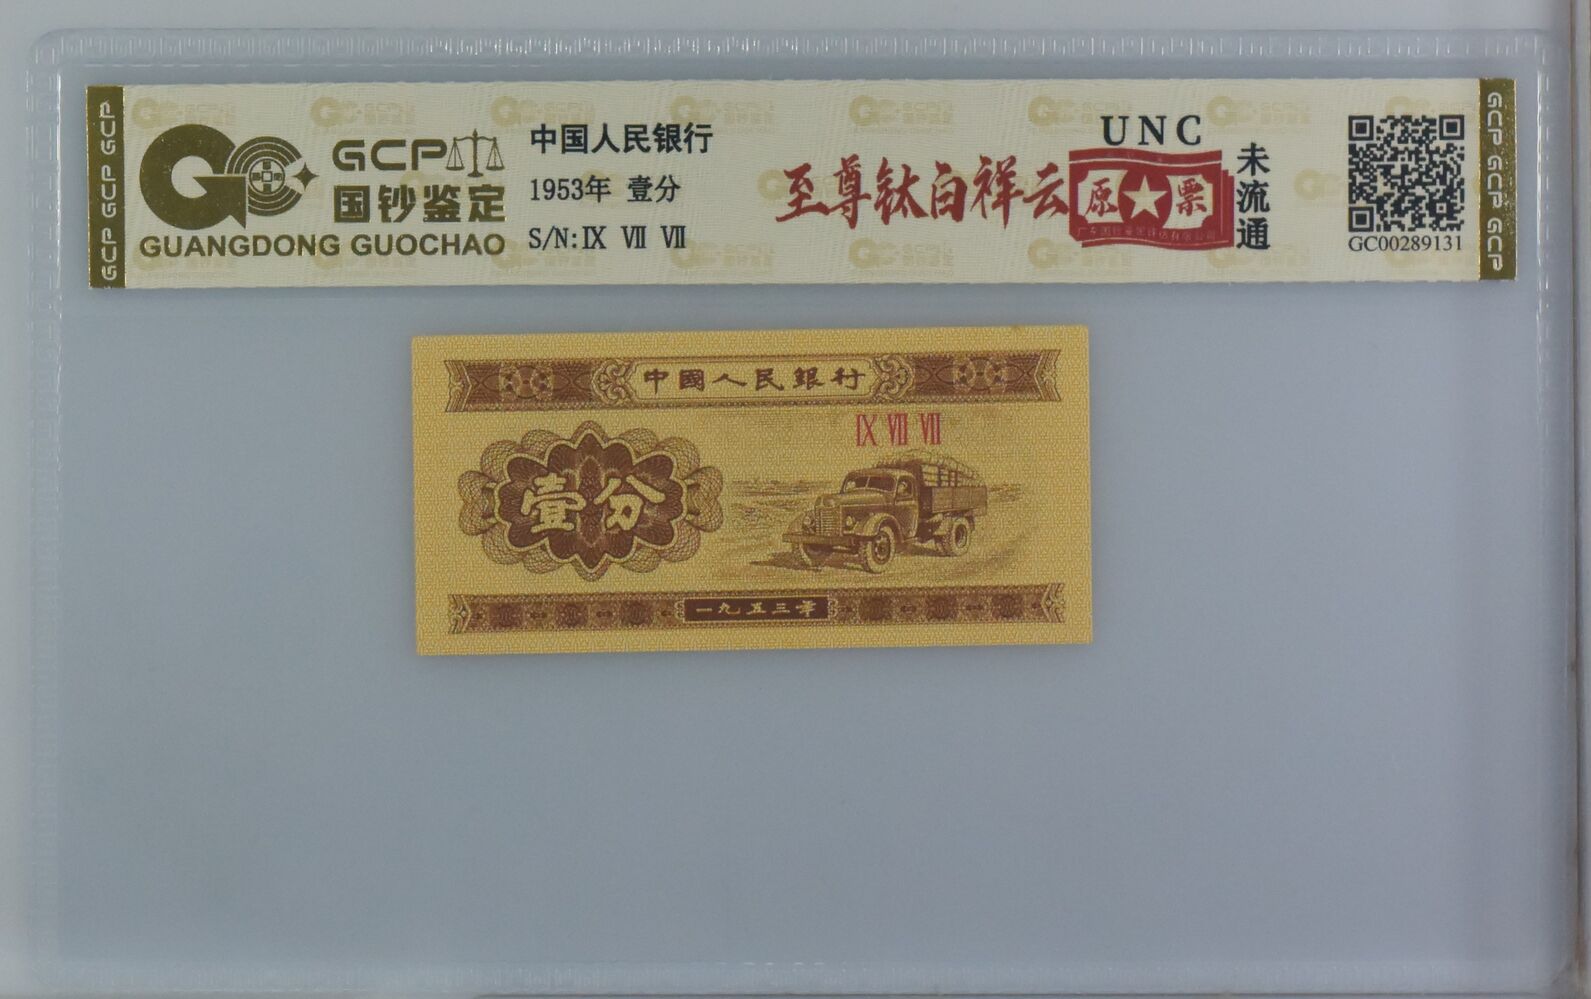 GCP GCP GCP
GCP
国钞鉴定
GUANGDONG GUOCHAO
中国人民银行
1953年 壹分
S/N:Ⅸ Ⅶ Ⅶ
至尊钛白祥云
原票
UNC
未流通
GC00289131
GCP GCP GCP
中國人民銀行
Ⅸ Ⅶ Ⅶ
壹分
一九五三年